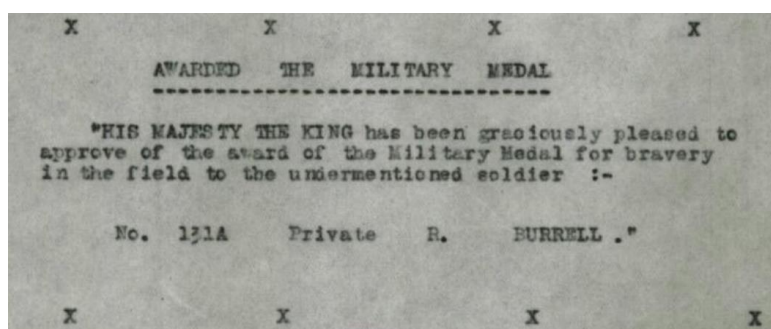 X X X X
AWARDED THE MILITARY MEDAL
---------------------------------
"HIS MAJESTY THE KING has been graciously pleased to
approve of the award of the Military Medal for bravery
in the field to the undermentioned soldier :-
No. 131A Private R. BURRELL ."
X X X X